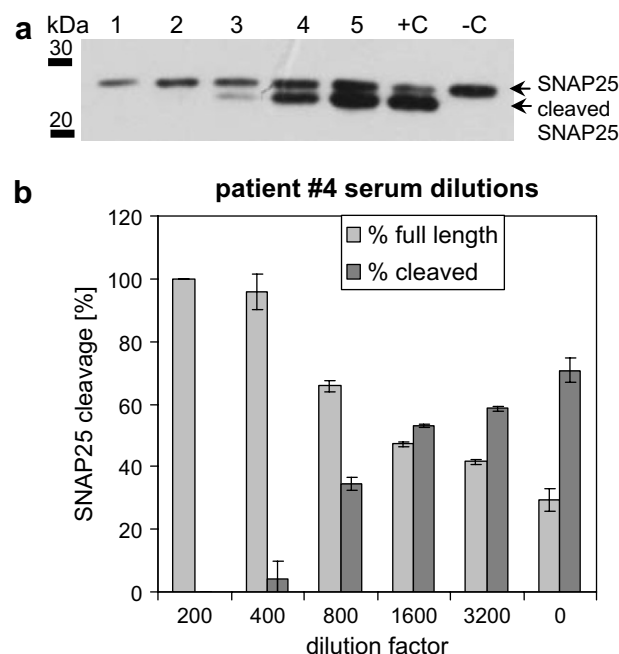 a kDa 1 2 3 4 5 +C -C
30
SNAP25
cleaved
20 SNAP25
b patient #4 serum dilutions
120
100
80
60
40
20
0
SNAP25 cleavage [%]
% full length
% cleaved
200 400 800 1600 3200 0
dilution factor